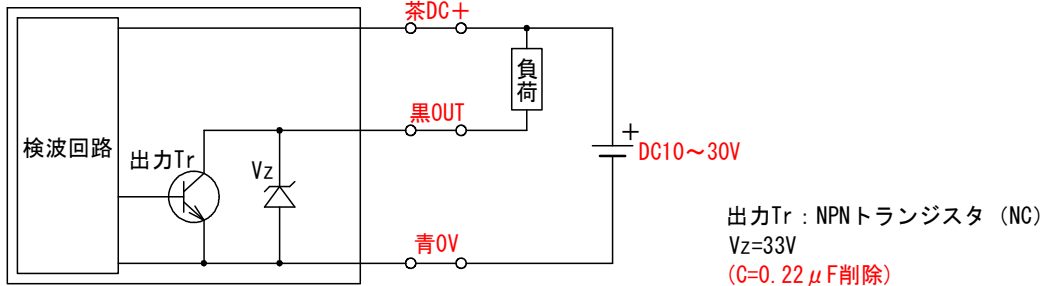 茶DC＋
負荷
黒OUT
検波回路
出力Tr
Vz
＋
DC10～30V
青0V
出力Tr：NPNトランジスタ（NC）
Vz=33V
(C=0.22μF削除)